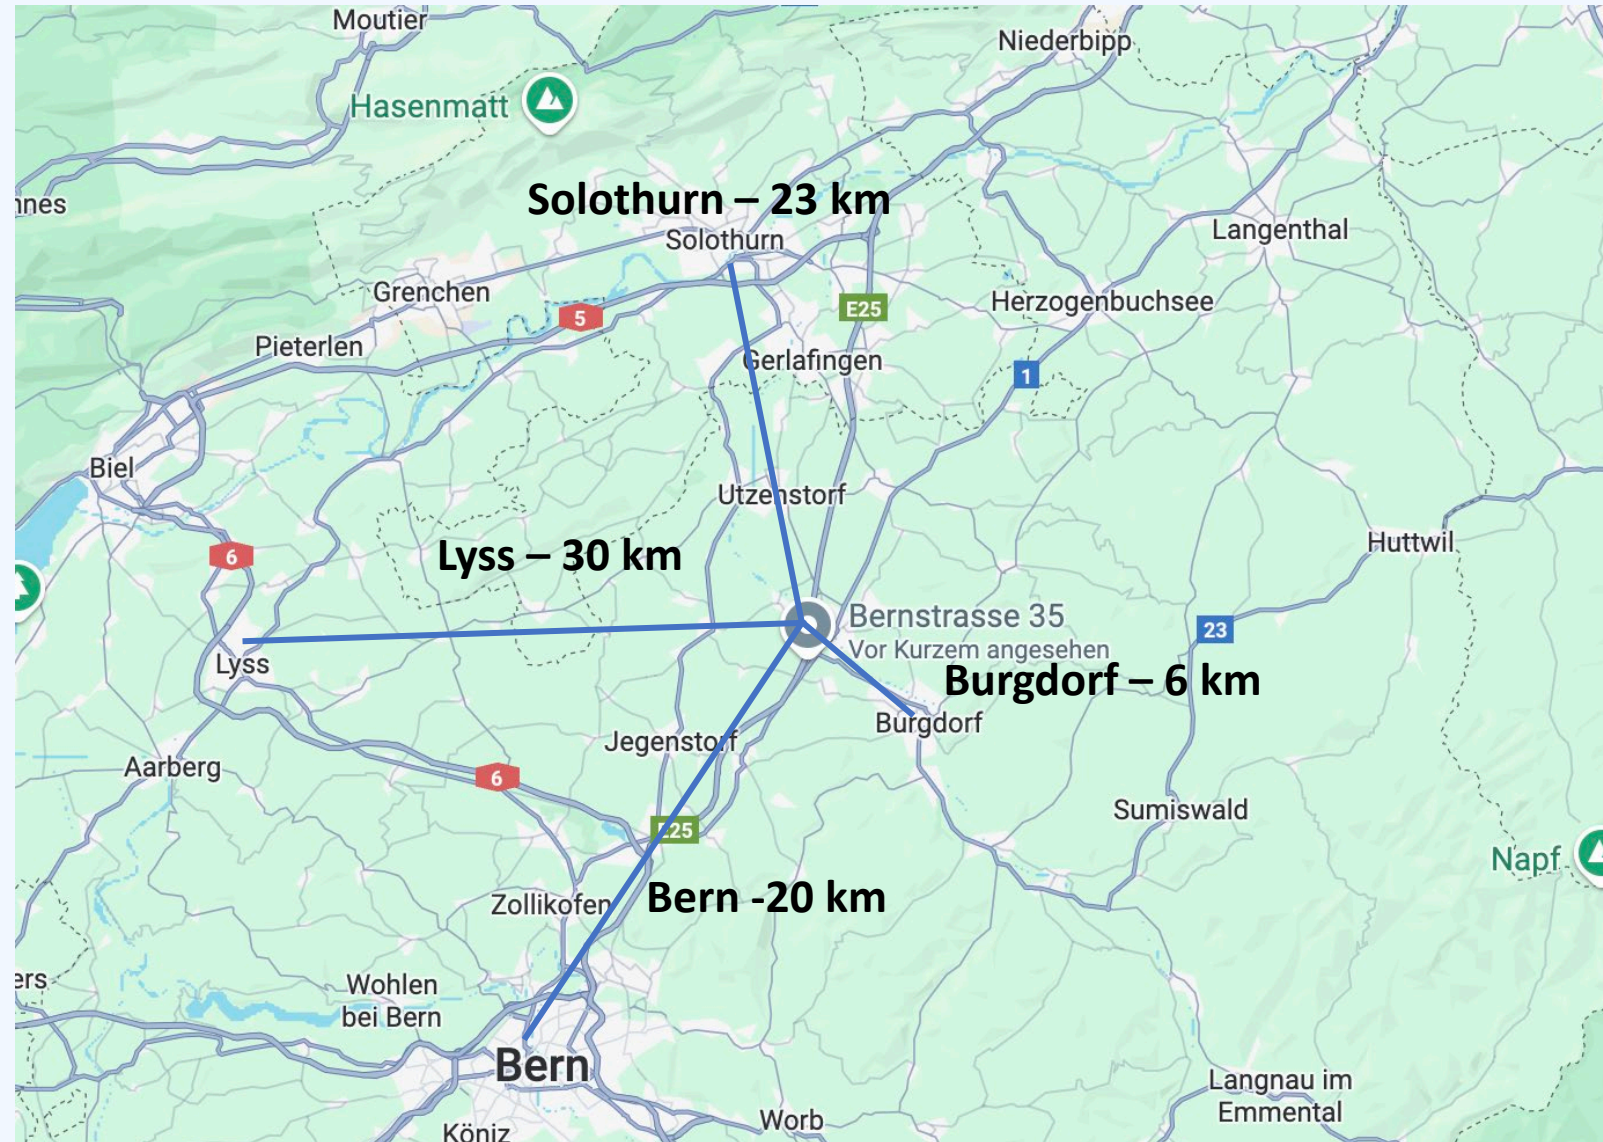 Moutier
Niederbipp
Hasenmatt
nnes
Solothurn – 23 km
Solothurn
Langenthal
Grenchen
Herzogenbuchsee
E25
5
Pieterlen
Gerlafingen
1
Biel
Utzenstorf
Huttwil
6
Lyss – 30 km
Bernstrasse 35
Vor Kurzem angesehen
23
Lyss
Burgdorf – 6 km
Burgdorf
Jegenstorf
Aarberg
6
Sumiswald
E25
Napf
Zollikofen
Bern -20 km
ers
Wohlen
bei Bern
Bern
Langnau im
Emmental
Worb
Köniz